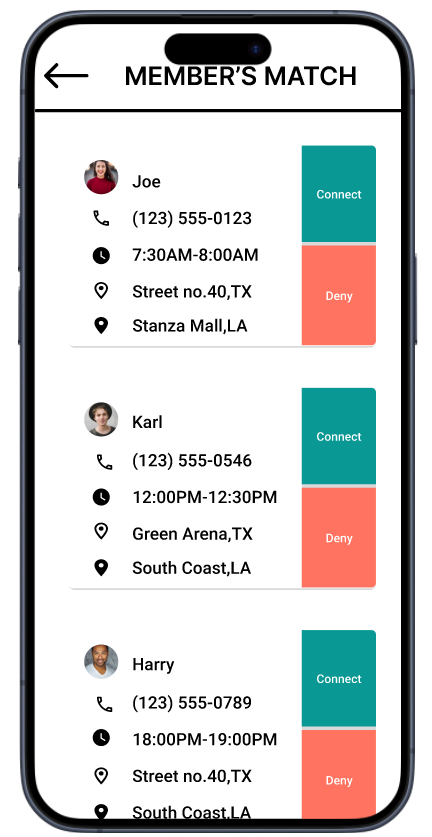 MEMBER'S MATCH
Joe
(123) 555-0123
7:30AM-8:00AM
Street no.40,TX
Stanza Mall,LA
Connect
Deny
Karl
(123) 555-0546
12:00PM-12:30PM
Green Arena,TX
South Coast,LA
Connect
Deny
Harry
(123) 555-0789
18:00PM-19:00PM
Street no.40,TX
South Coast,LA
Connect
Deny